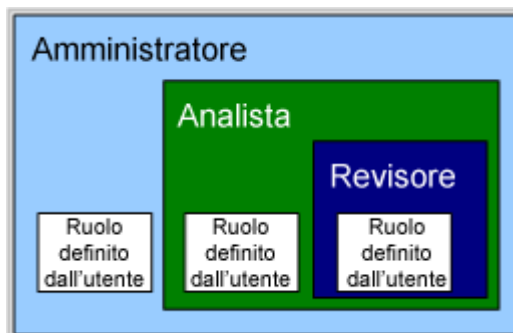 Amministratore
Analista
Revisore
Ruolo
definito
dall'utente
Ruolo
definito
dall'utente
Ruolo
definito
dall'utente